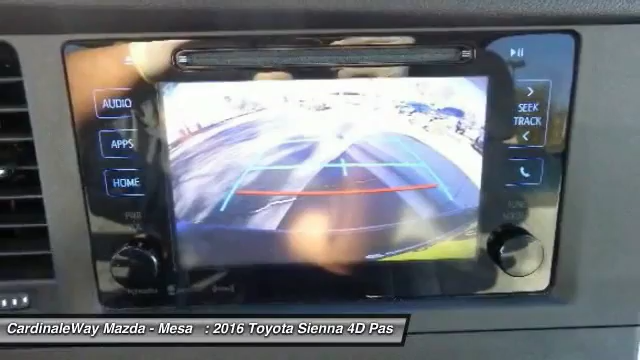 AUDIO
APPS
HOME
SEEK
TRACK
CardinaleWay Mazda - Mesa : 2016 Toyota Sienna 4D Pas